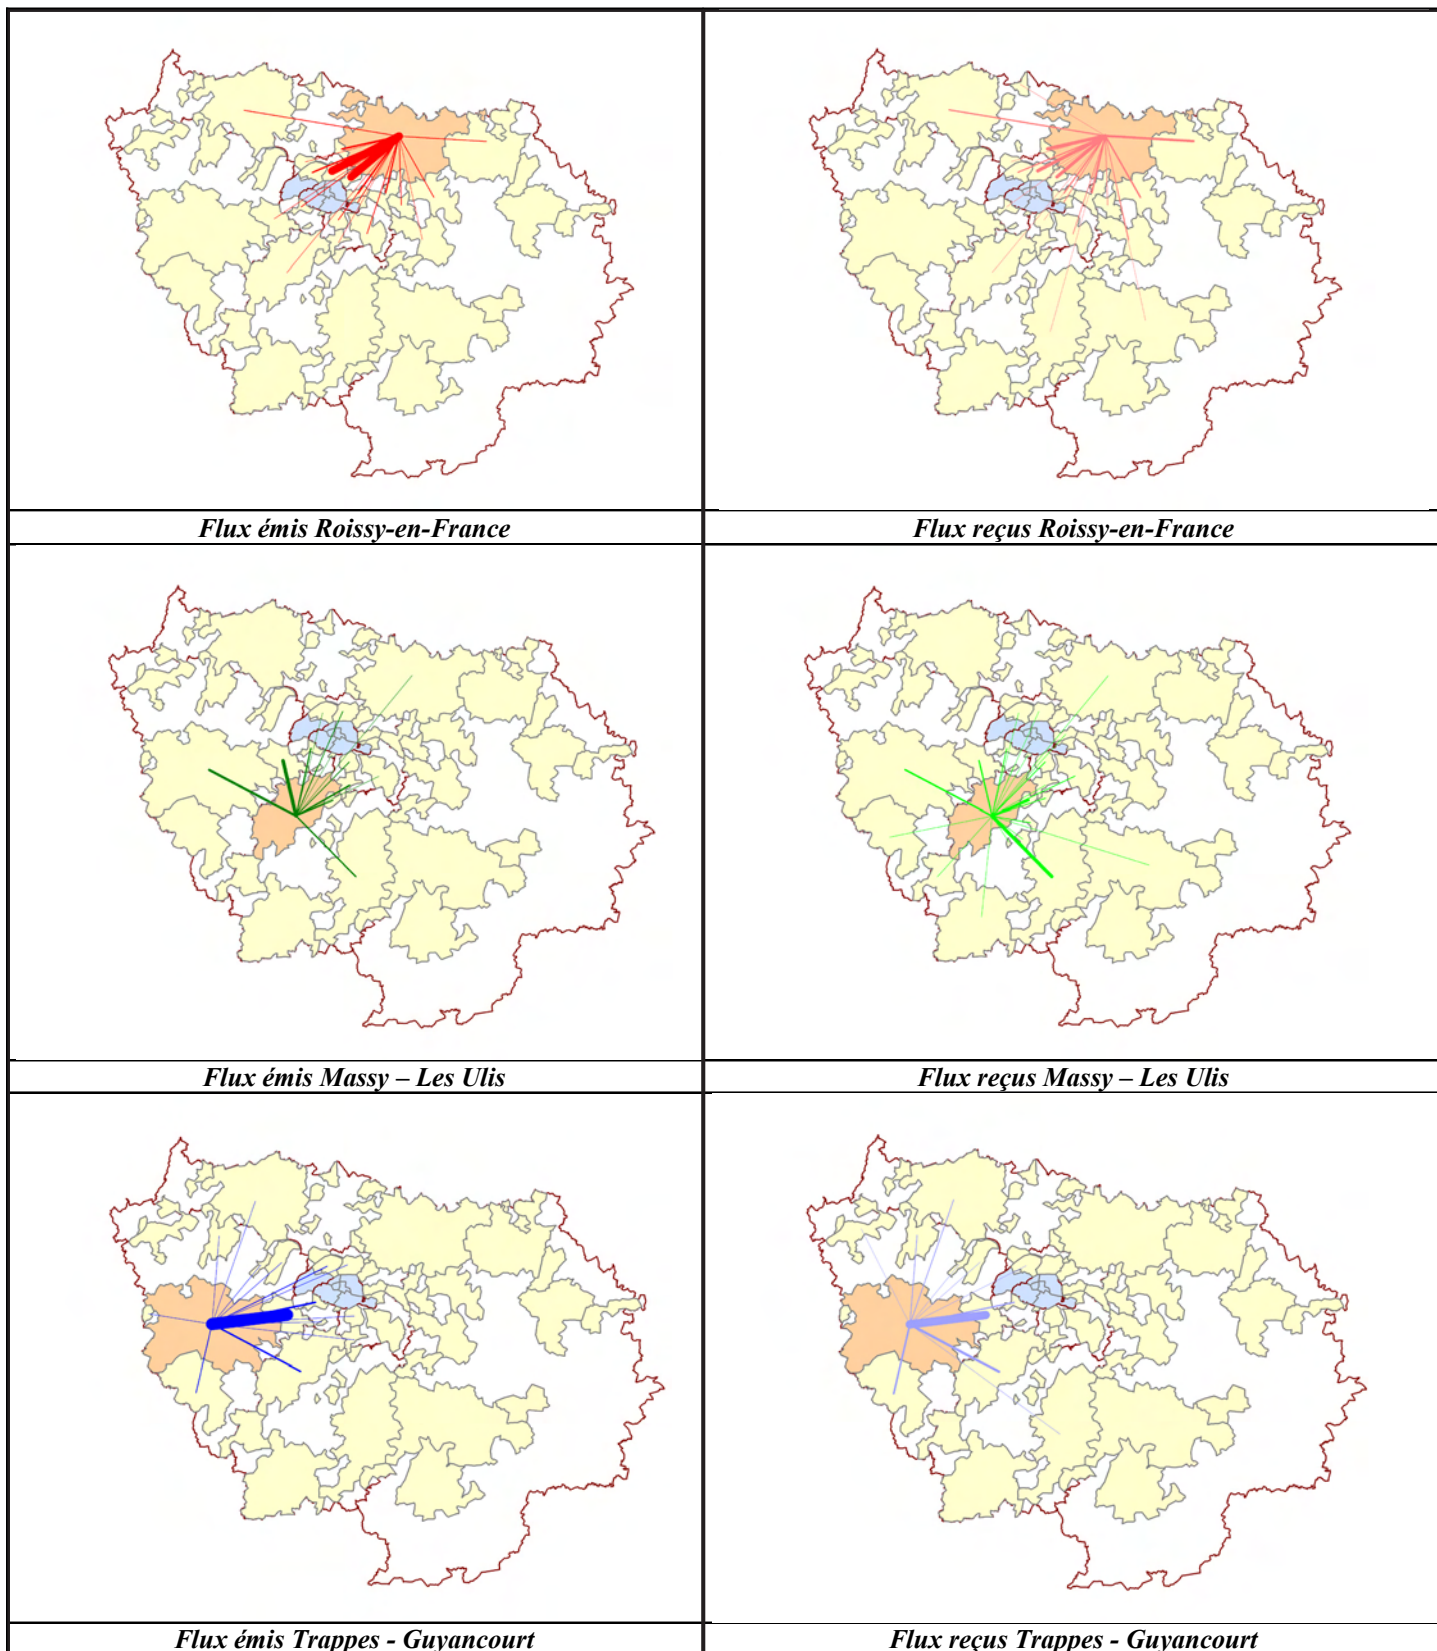 Flux émis Roissy-en-France
Flux reçus Roissy-en-France
Flux émis Massy – Les Ulis
Flux reçus Massy – Les Ulis
Flux émis Trappes - Guyancourt
Flux reçus Trappes - Guyancourt